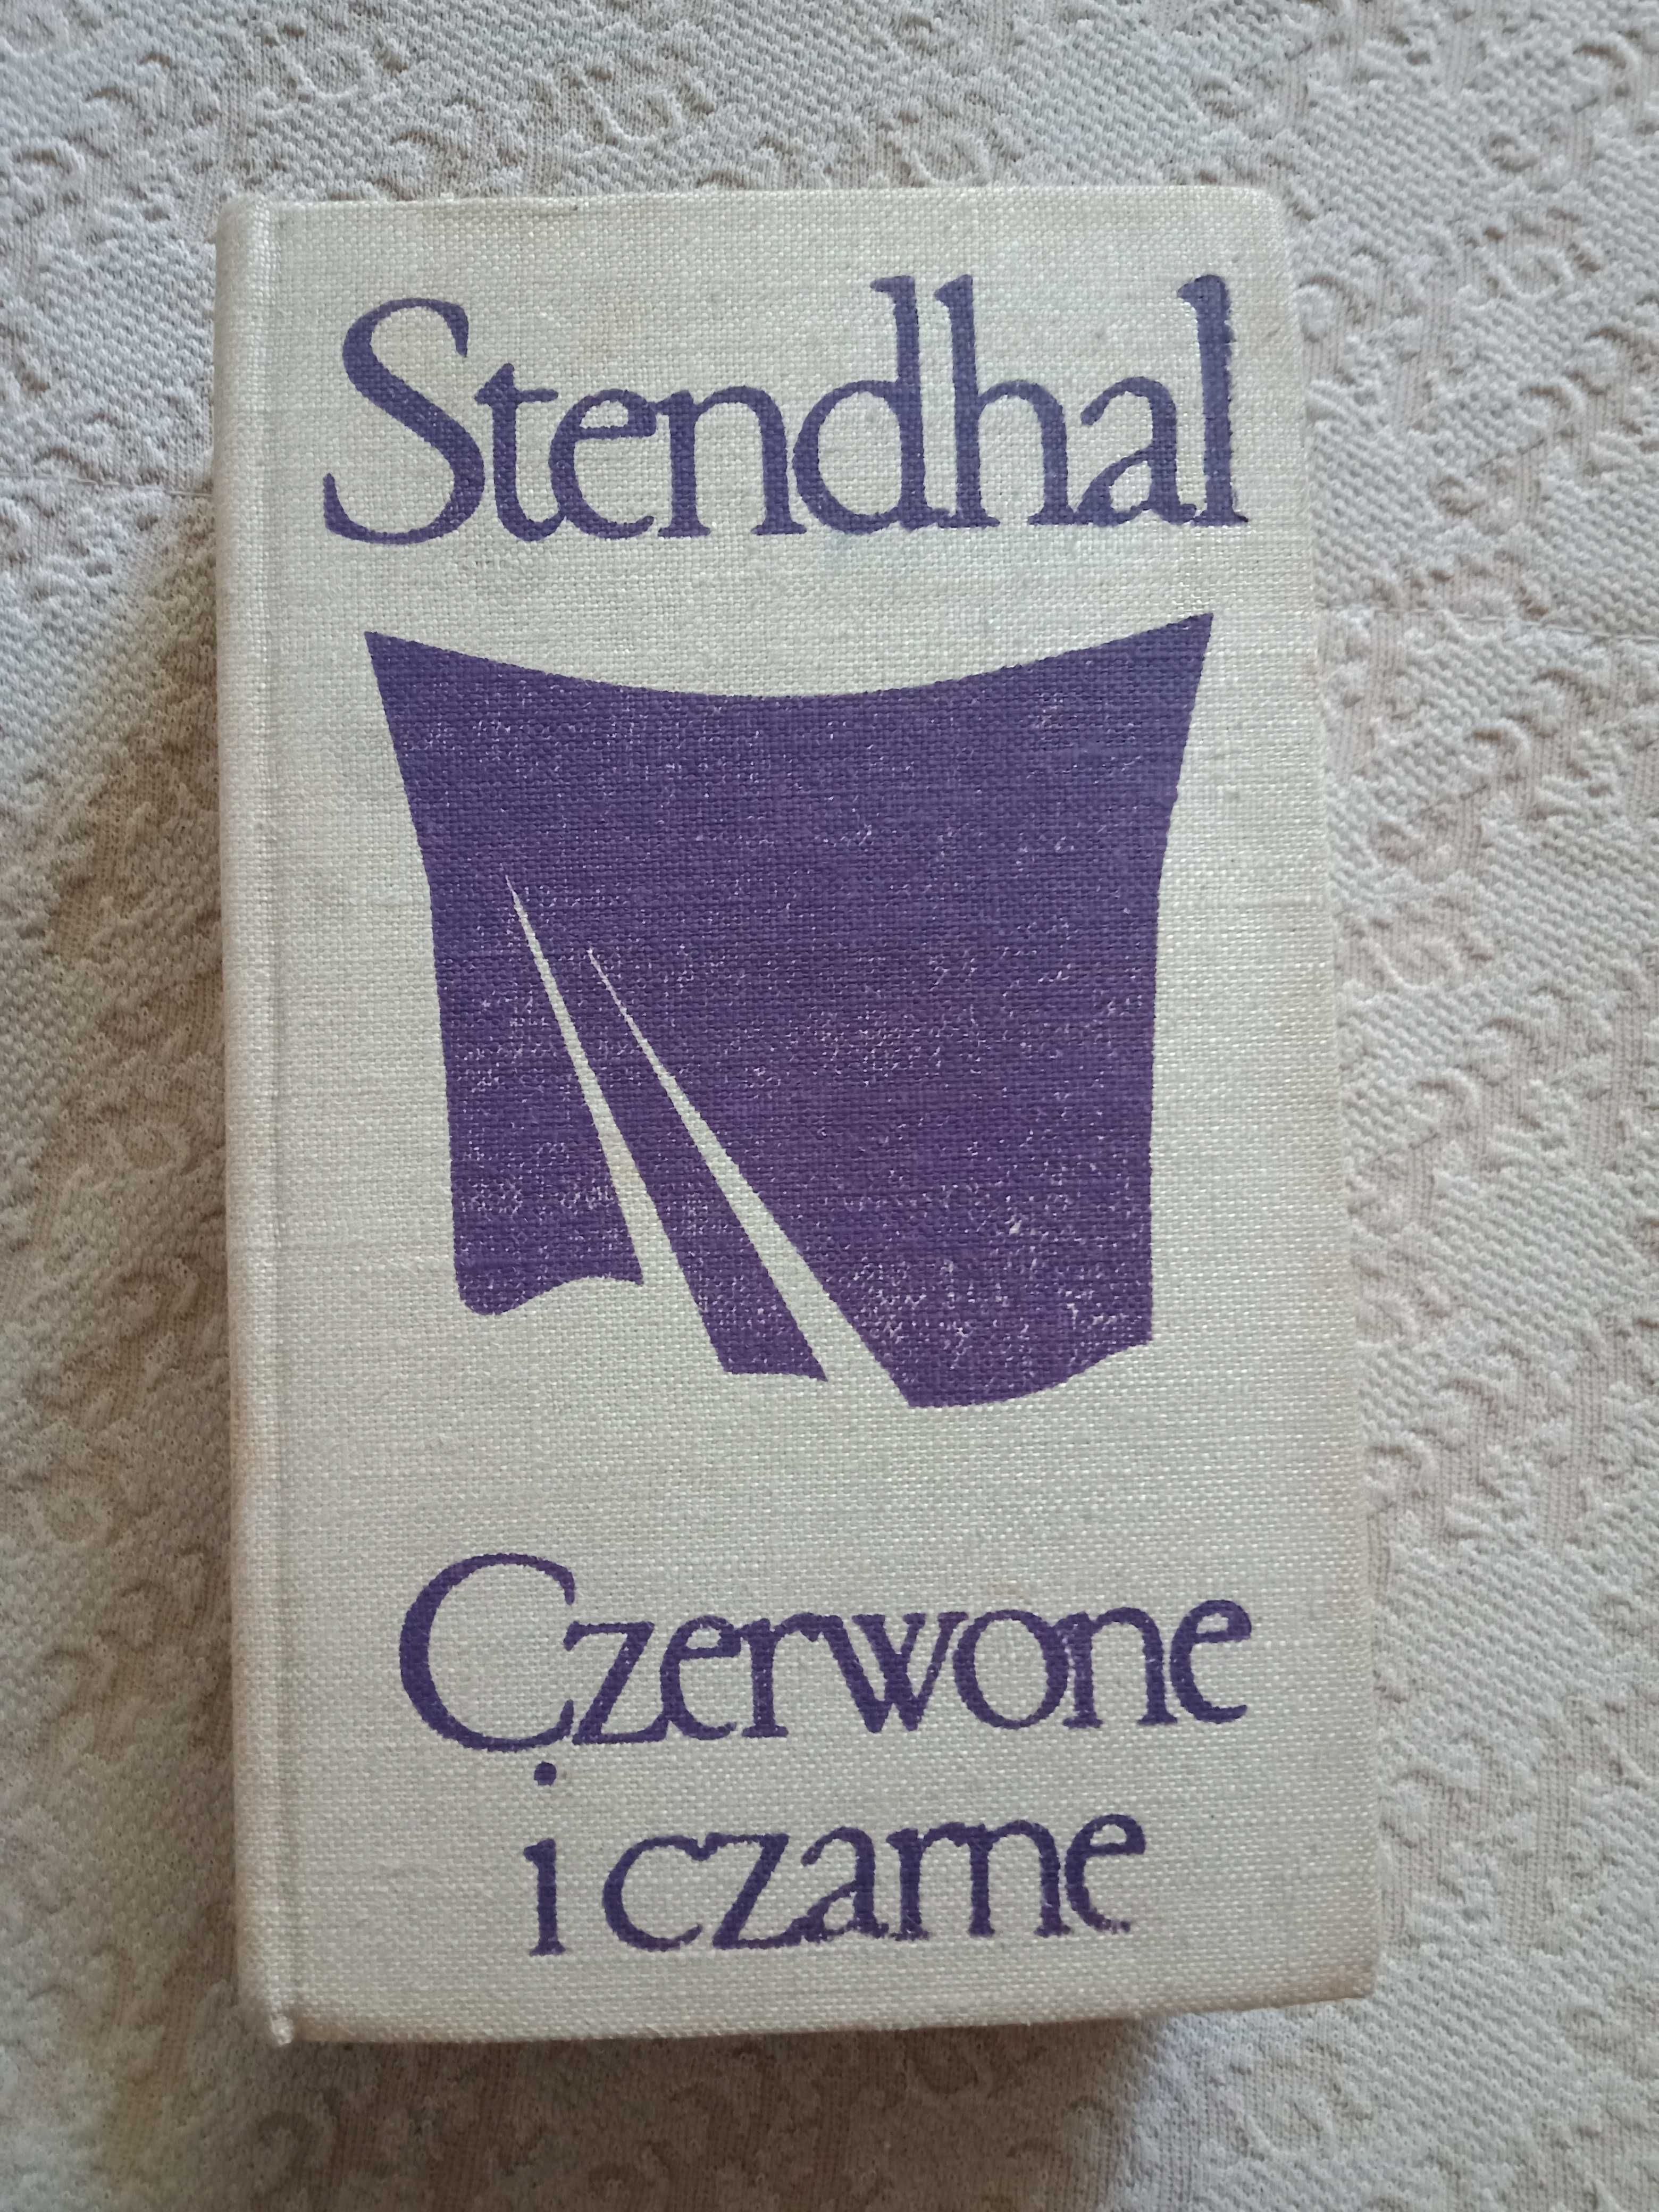 Stendhal
Czerwone
i czarne